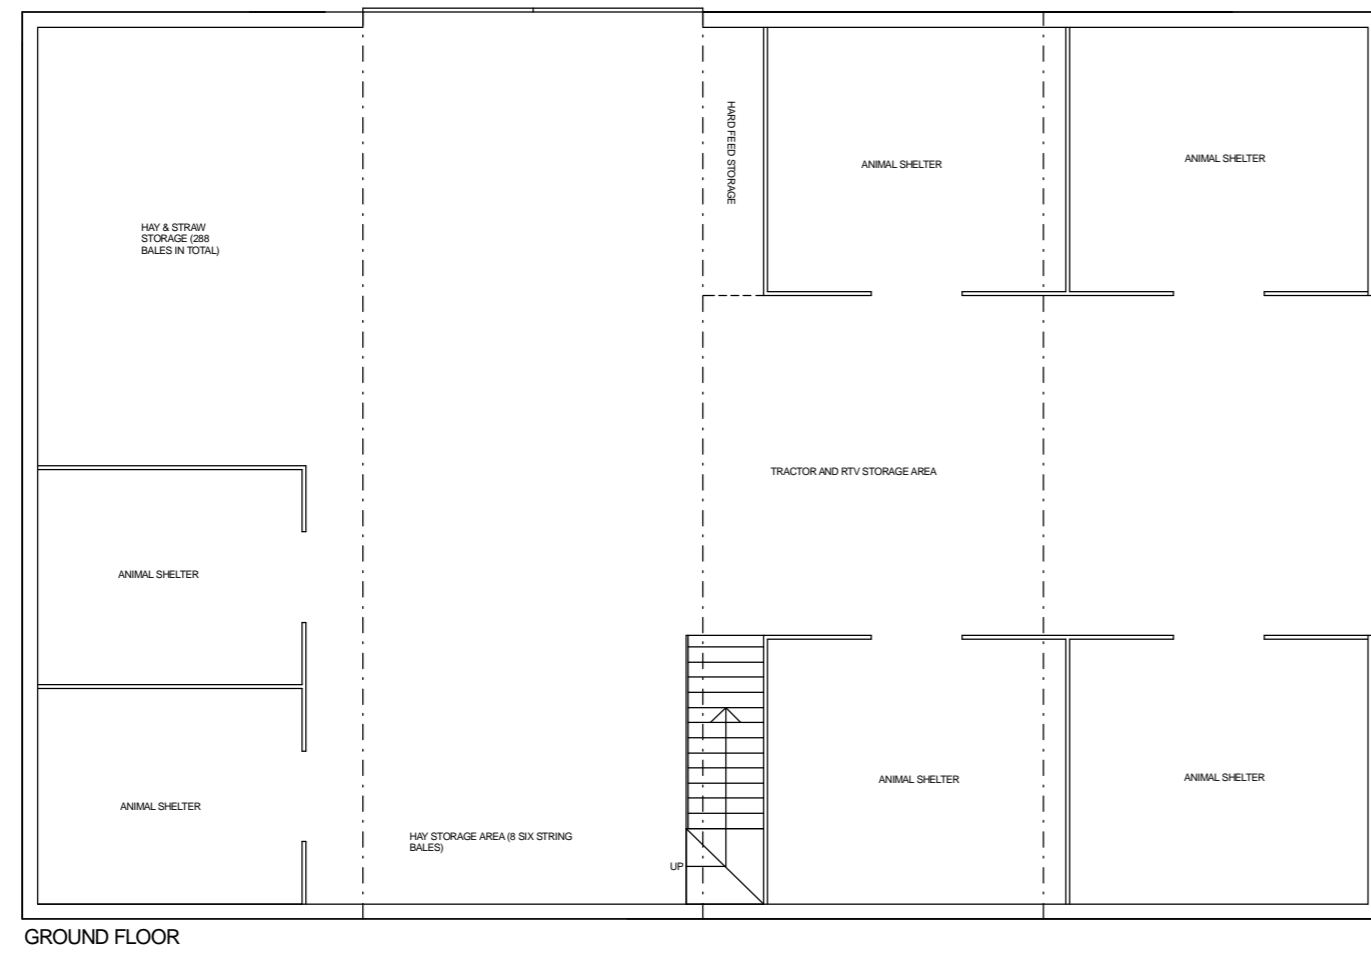 HARD FEED STORAGE
ANIMAL SHELTER
ANIMAL SHELTER
HAY & STRAW
STORAGE (288
BALES IN TOTAL)
TRACTOR AND RTV STORAGE AREA
ANIMAL SHELTER
ANIMAL SHELTER
ANIMAL SHELTER
ANIMAL SHELTER
HAY STORAGE AREA (8 SIX STRING
BALES)
UP
GROUND FLOOR